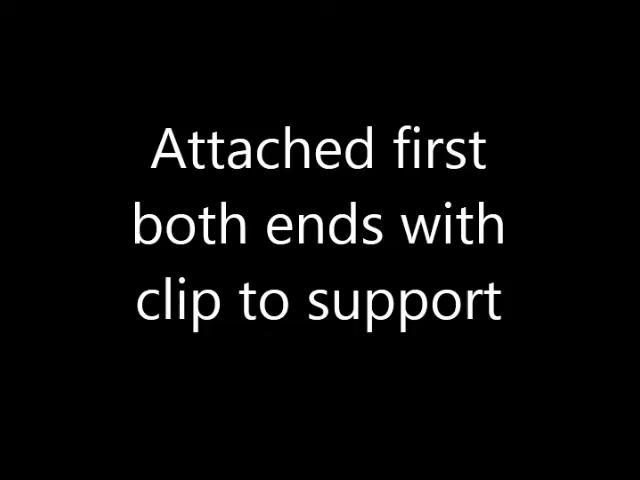 Attached first
both ends with
clip to support